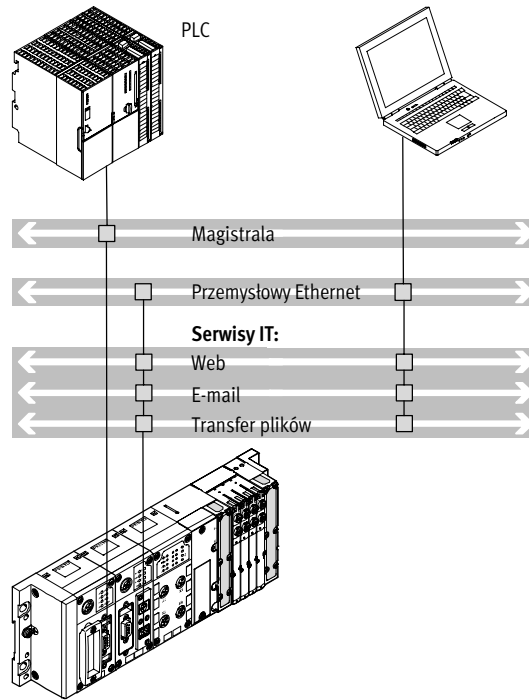 PLC
Magistrala
Przemysłowy Ethernet
Serwisy IT:
Web
E-mail
Transfer plików